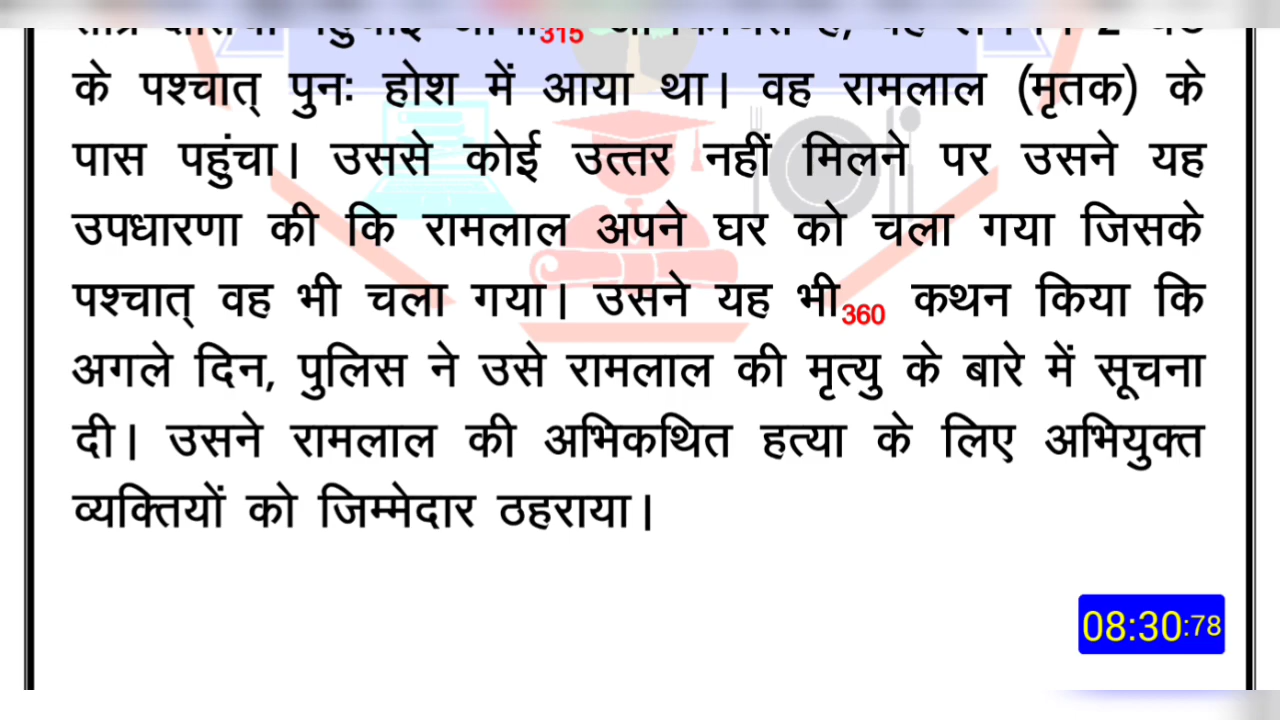 315
के पश्चात् पुनः होश में आया था। वह रामलाल (मृतक) के
पास पहुंचा। उससे कोई उत्तर नहीं मिलने पर उसने यह
उपधारणा की कि रामलाल अपने घर को चला गया जिसके
पश्चात् वह भी चला गया। उसने यह भी360 कथन किया कि
अगले दिन, पुलिस ने उसे रामलाल की मृत्यु के बारे में सूचना
दी। उसने रामलाल की अभिकथित हत्या के लिए अभियुक्त
व्यक्तियों को जिम्मेदार ठहराया।
08:30:78